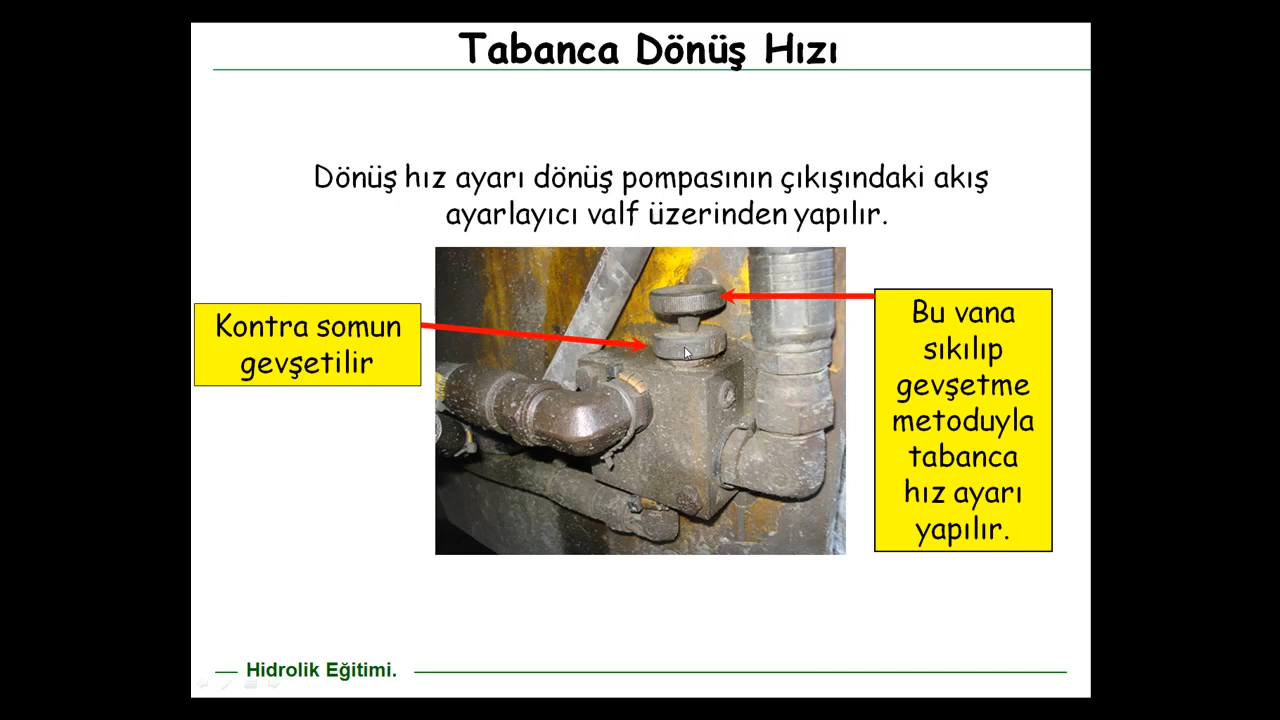 Tabanca Dönüş Hızı
Dönüş hız ayarı dönüş pompasının çıkışındaki akış
ayarlayıcı valf üzerinden yapılır.
Kontra somun
gevşetilir
Bu vana
sıkılıp
gevşetme
metoduyla
tabanca
hız ayarı
yapılır.
Hidrolik Eğitimi.